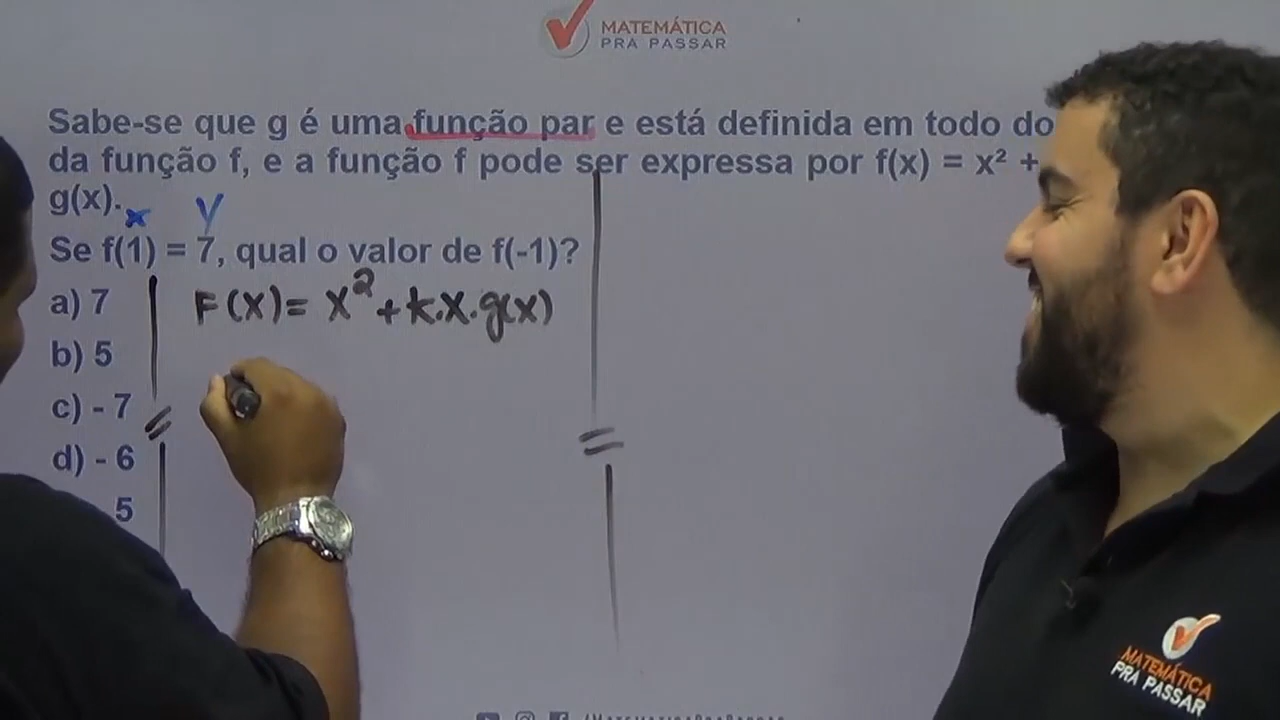 MATEMÁTICA
PRA PASSAR
Sabe-se que g é uma função par e está definida em todo do
da função f, e a função f pode ser expressa por f(x) = x² +
g(x).
x y
Se f(1) = 7, qual o valor de f(-1)?
a) 7
F(x) = x² + k.x.g(x)
b) 5
c) - 7
d) - 6
5
MATEMÁTICA
PRA PASSAR